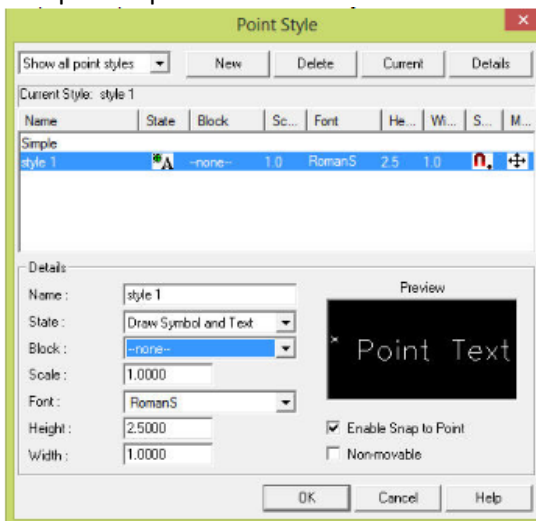 Point Style
Show all point styles New Delete Current Details
Current Style: style 1
Name State Block Sc... Font He... Wi... S... M...
Simple
style 1 A --none-- 1.0 RomanS 2.5 1.0
Details
Name : style 1
Preview
State : Draw Symbol and Text
Block : --none--
Point Text
Scale : 1.0000
Font : RomanS
Height : 2.5000
Enable Snap to Point
Width : 1.0000
Non-movable
OK Cancel Help